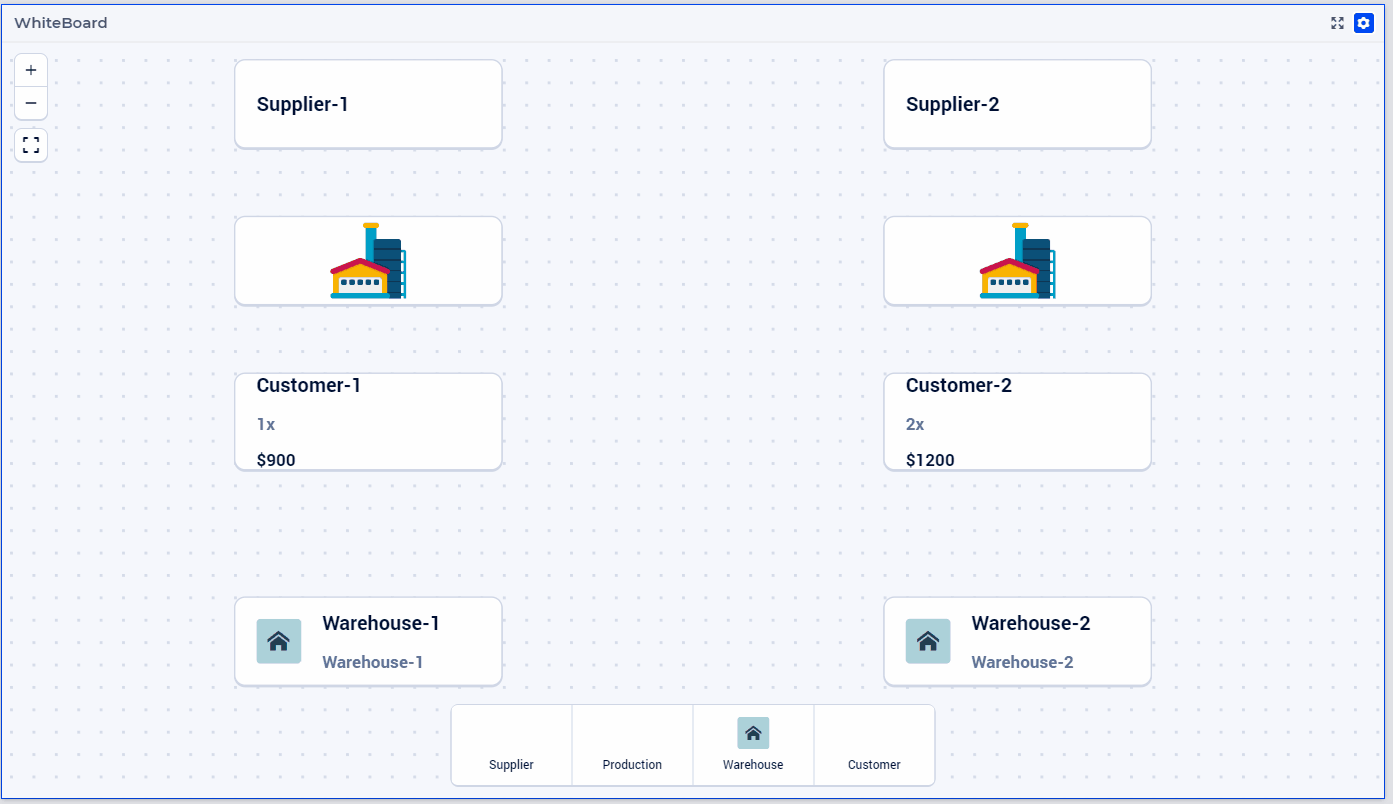 WhiteBoard
Supplier-1
Supplier-2
Customer-1
1x
$900
Customer-2
2x
$1200
Warehouse-1
Warehouse-1
Warehouse-2
Warehouse-2
Supplier
Production
Warehouse
Customer